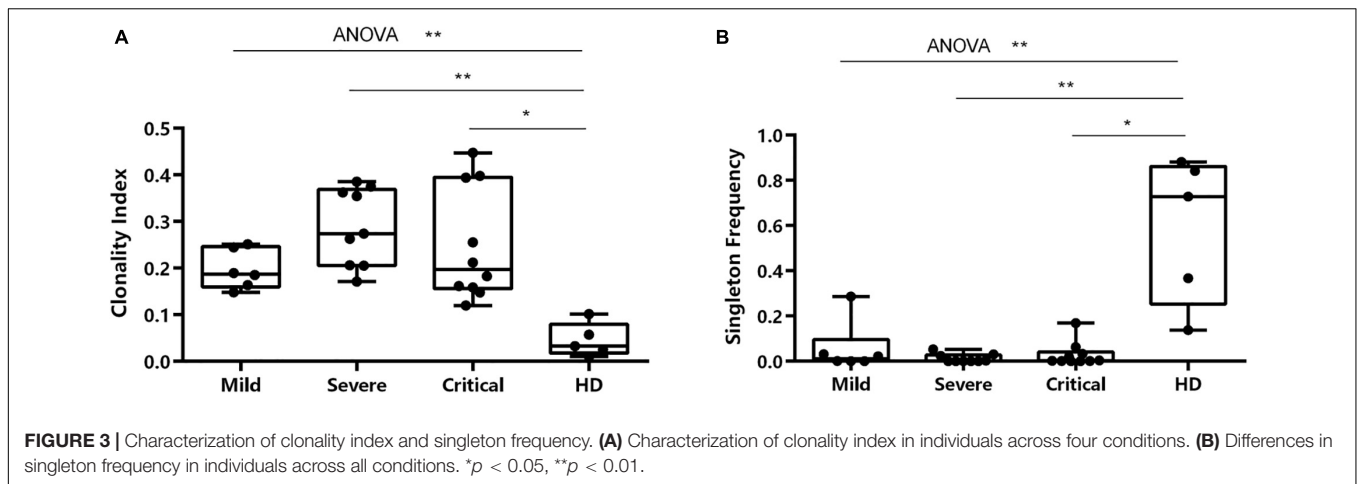 A
ANOVA **
**
*
Clonality Index
0.5
0.4
0.3
0.2
0.1
0.0
Mild Severe Critical HD
B
ANOVA **
**
*
Singleton Frequency
1.0
0.8
0.6
0.4
0.2
0.0
Mild Severe Critical HD
FIGURE 3 | Characterization of clonality index and singleton frequency. (A) Characterization of clonality index in individuals across four conditions. (B) Differences in
singleton frequency in individuals across all conditions. *p < 0.05, **p < 0.01.